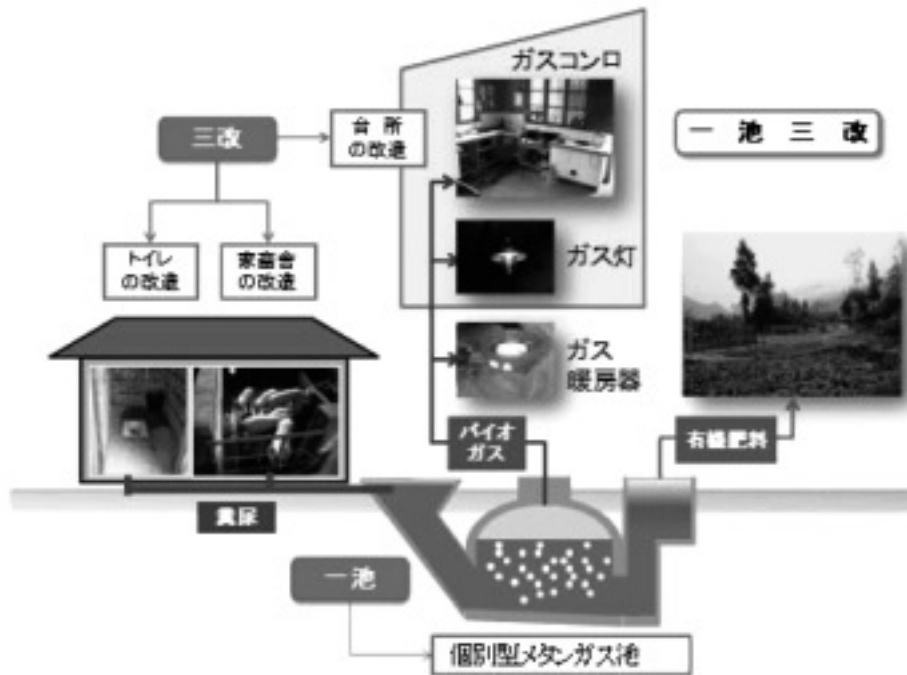 ガスコンロ
三改
台所
の改造
一池三改
トイレ
の改造
家畜舎
の改造
ガス灯
ガス
暖房器
バイオ
ガス
有機肥料
糞尿
一池
個別型メタンガス池